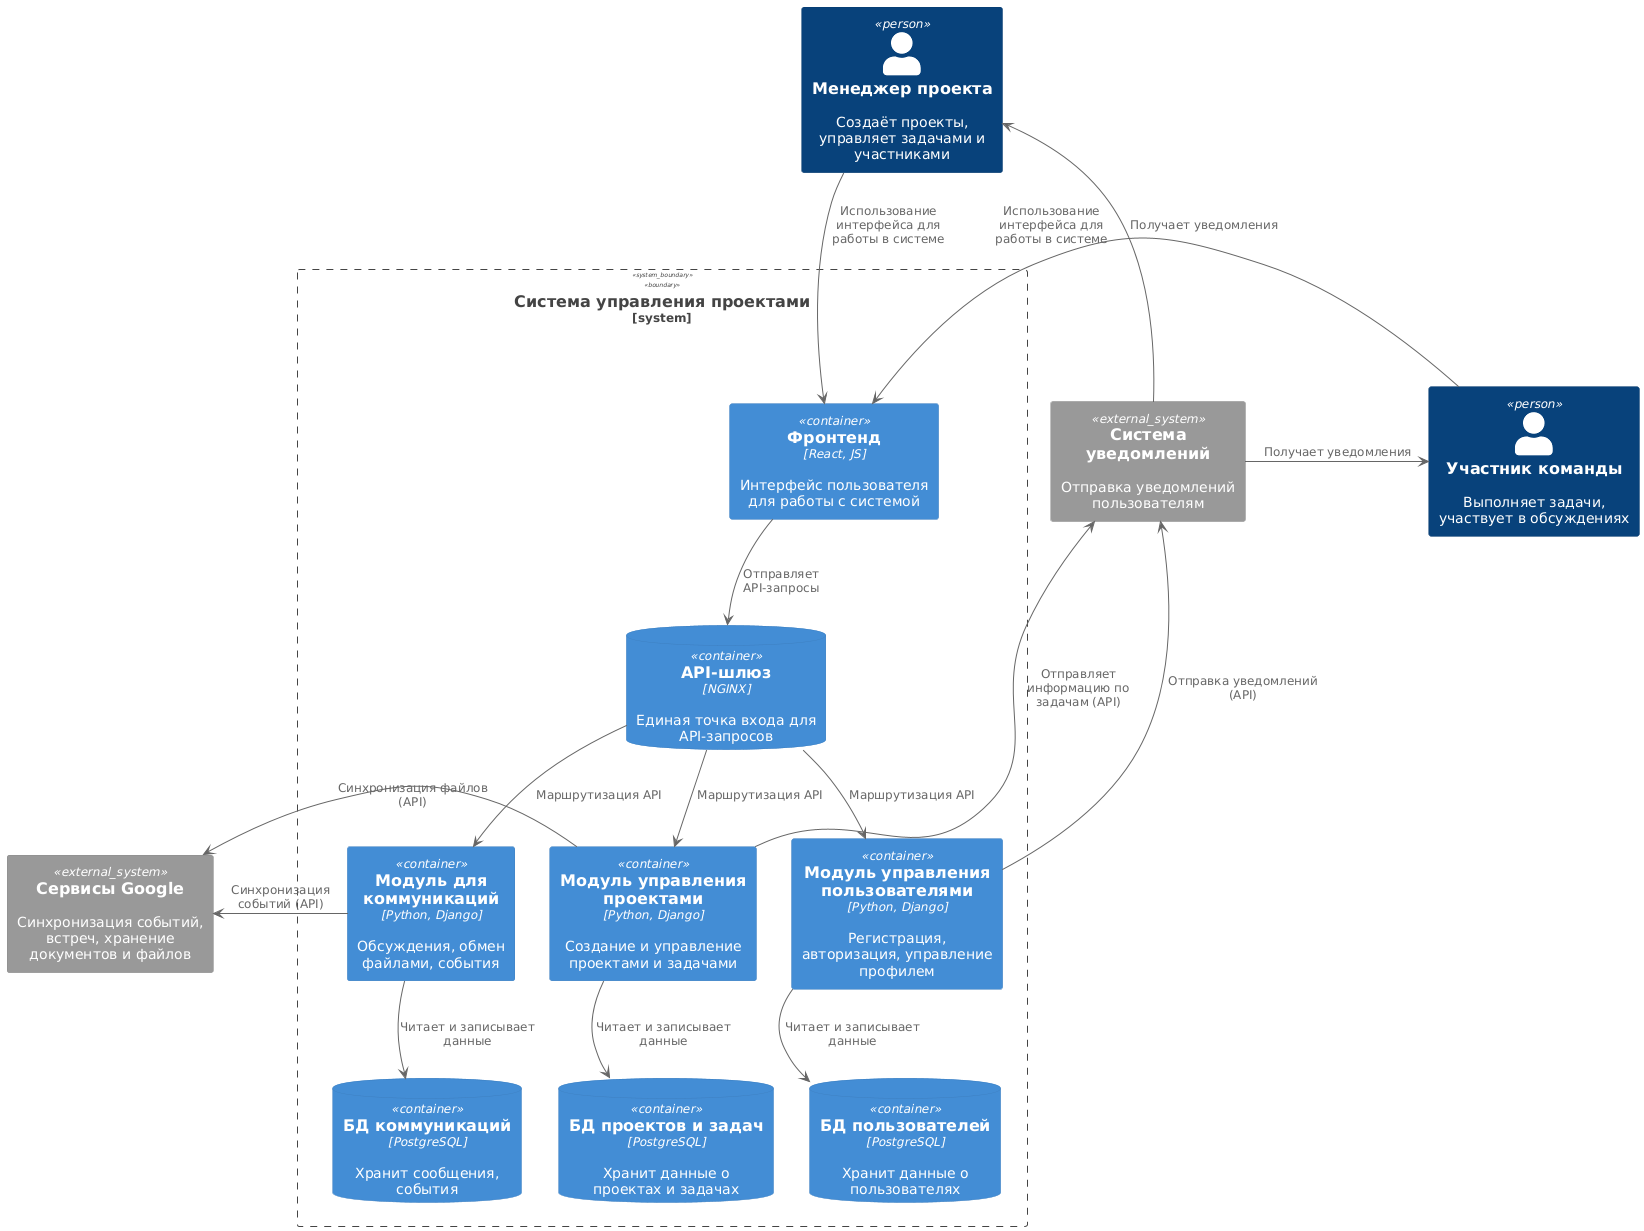 «person»
Менеджер проекта
Создаёт проекты,
управляет задачами и
участниками
Использование
интерфейса для
работы в системе
Использование
интерфейса для
работы в системе
Получает уведомления
«system_boundary»
«boundary»
Система управления проектами
[system]
«container»
Фронтенд
[React, JS]
Интерфейс пользователя
для работы с системой
«external_system»
Система
уведомлений
Отправка уведомлений
пользователям
Получает уведомления
«person»
Участник команды
Выполняет задачи,
участвует в обсуждениях
Отправляет
API-запросы
«container»
API-шлюз
[NGINX]
Единая точка входа для
API-запросов
Отправляет
информацию по
задачам (API)
Отправка уведомлений
(API)
Синхронизация файлов
(API)
Маршрутизация API
Маршрутизация API
Маршрутизация API
«external_system»
Сервисы Google
Синхронизация событий,
встреч, хранение
документов и файлов
Синхронизация
событий (API)
«container»
Модуль для
коммуникаций
[Python, Django]
Обсуждения, обмен
файлами, события
«container»
Модуль управления
проектами
[Python, Django]
Создание и управление
проектами и задачами
«container»
Модуль управления
пользователями
[Python, Django]
Регистрация,
авторизация, управление
профилем
Читает и записывает
данные
Читает и записывает
данные
Читает и записывает
данные
«container»
БД коммуникаций
[PostgreSQL]
Хранит сообщения,
события
«container»
БД проектов и задач
[PostgreSQL]
Хранит данные о
проектах и задачах
«container»
БД пользователей
[PostgreSQL]
Хранит данные о
пользователях